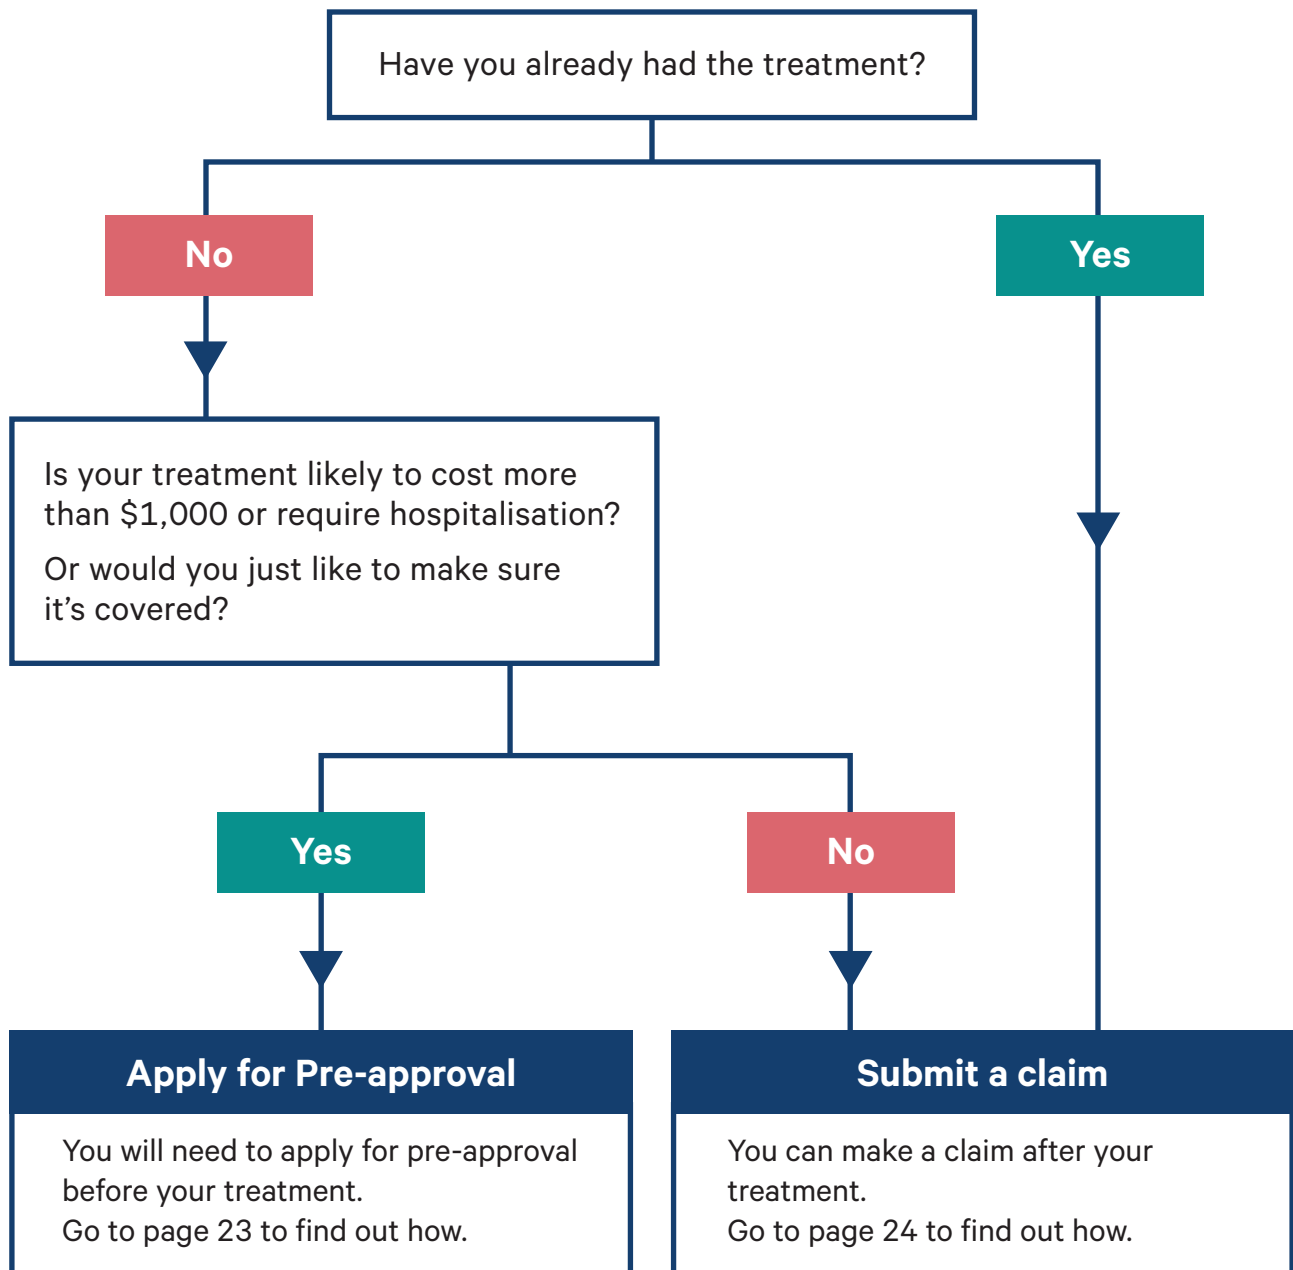 Have you already had the treatment?
No
Yes
Is your treatment likely to cost more
than $1,000 or require hospitalisation?
Or would you just like to make sure
it’s covered?
Yes
No
Apply for Pre-approval
You will need to apply for pre-approval
before your treatment.
Go to page 23 to find out how.
Submit a claim
You can make a claim after your
treatment.
Go to page 24 to find out how.